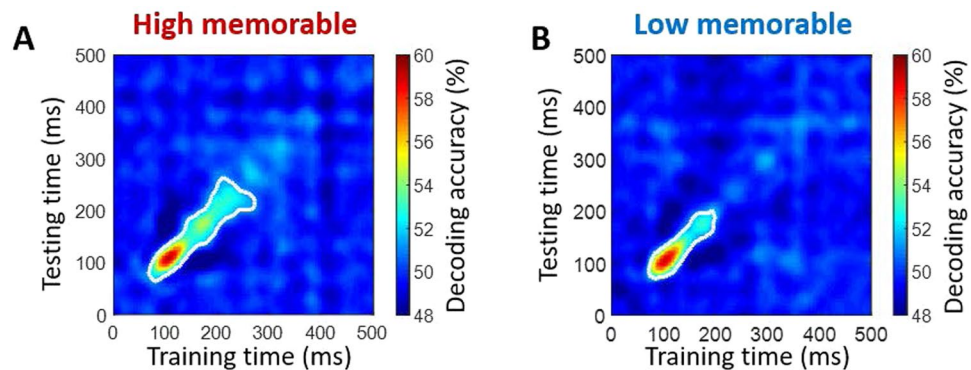 A
High memorable
500
400
300
200
100
0
Testing time (ms)
0 100 200 300 400 500
Training time (ms)
60
58
56
54
52
50
48
Decoding accuracy (%)
B
Low memorable
500
400
300
200
100
0
Testing time (ms)
0 100 200 300 400 500
Training time (ms)
60
58
56
54
52
50
48
Decoding accuracy (%)